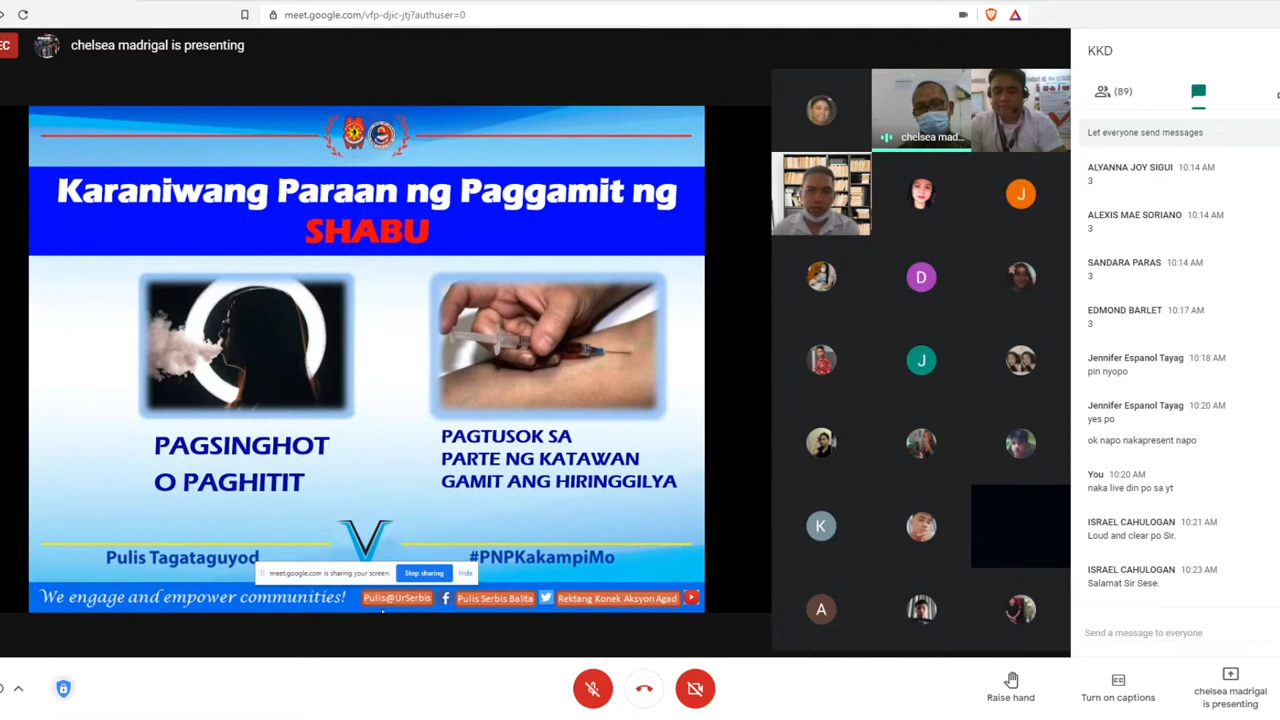 meet.google.com/vfp-djic-jtj?authuser=0
EC
chelsea madrigal is presenting
Karaniwang Paraan ng Paggamit ng
SHABU
PAGSINGHOT
O PAGHITIT
PAGTUSOK SA
PARTE NG KATAWAN
GAMIT ANG HIRINGGILYA
Pulis Tagataguyod
V
#PNPKakampiMo
meet.google.com is sharing your screen.
Stop sharing
Hide
We engage and empower communities!
Pulis@UrSerbis
Pulis Serbis Balita
Rektang Konek Aksyon Agad
chelsea mad...
J
D
J
K
A
KKD
(89)
Let everyone send messages
ALYANNA JOY SIGUI 10:14 AM
3
ALEXIS MAE SORIANO 10:14 AM
3
SANDARA PARAS 10:14 AM
3
EDMOND BARLET 10:17 AM
3
Jennifer Espanol Tayag 10:18 AM
pin nyopo
Jennifer Espanol Tayag 10:20 AM
yes po
ok napo nakapresent napo
You 10:20 AM
naka live din po sa yt
ISRAEL CAHULOGAN 10:21 AM
Loud and clear po Sir.
ISRAEL CAHULOGAN 10:23 AM
Salamat Sir Sese.
Send a message to everyone
Raise hand
Turn on captions
chelsea madrigal
is presenting